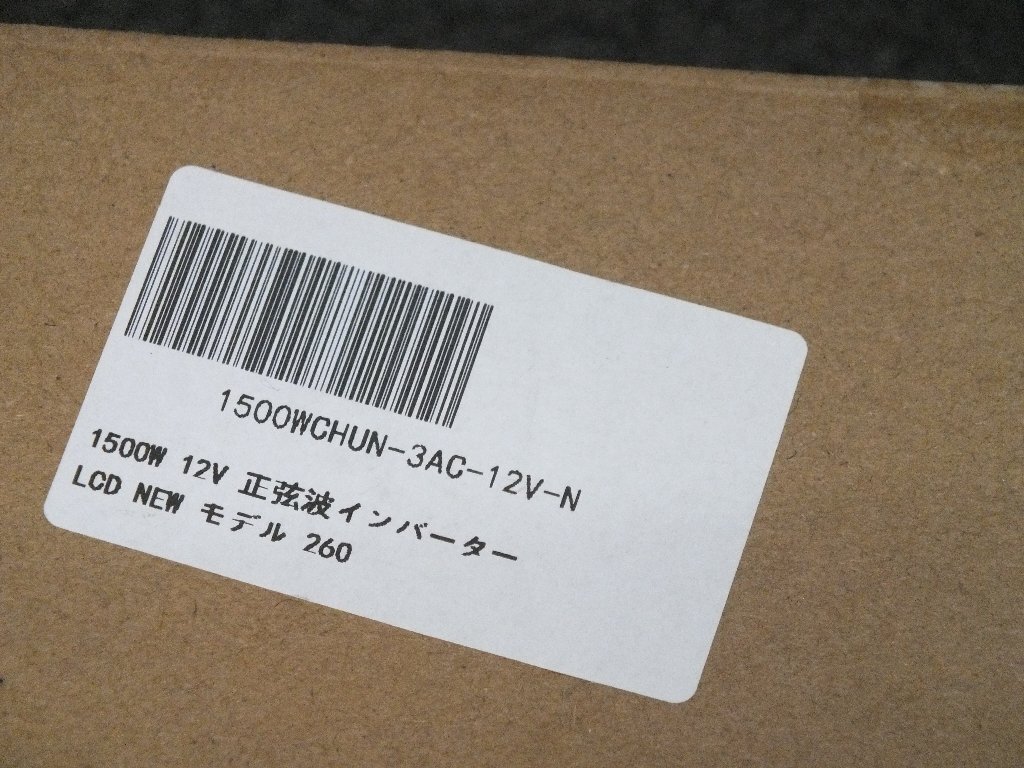 1500WCHUN-3AC-12V-N
1500W 12V 正弦波インバーター
LCD NEW モデル 260